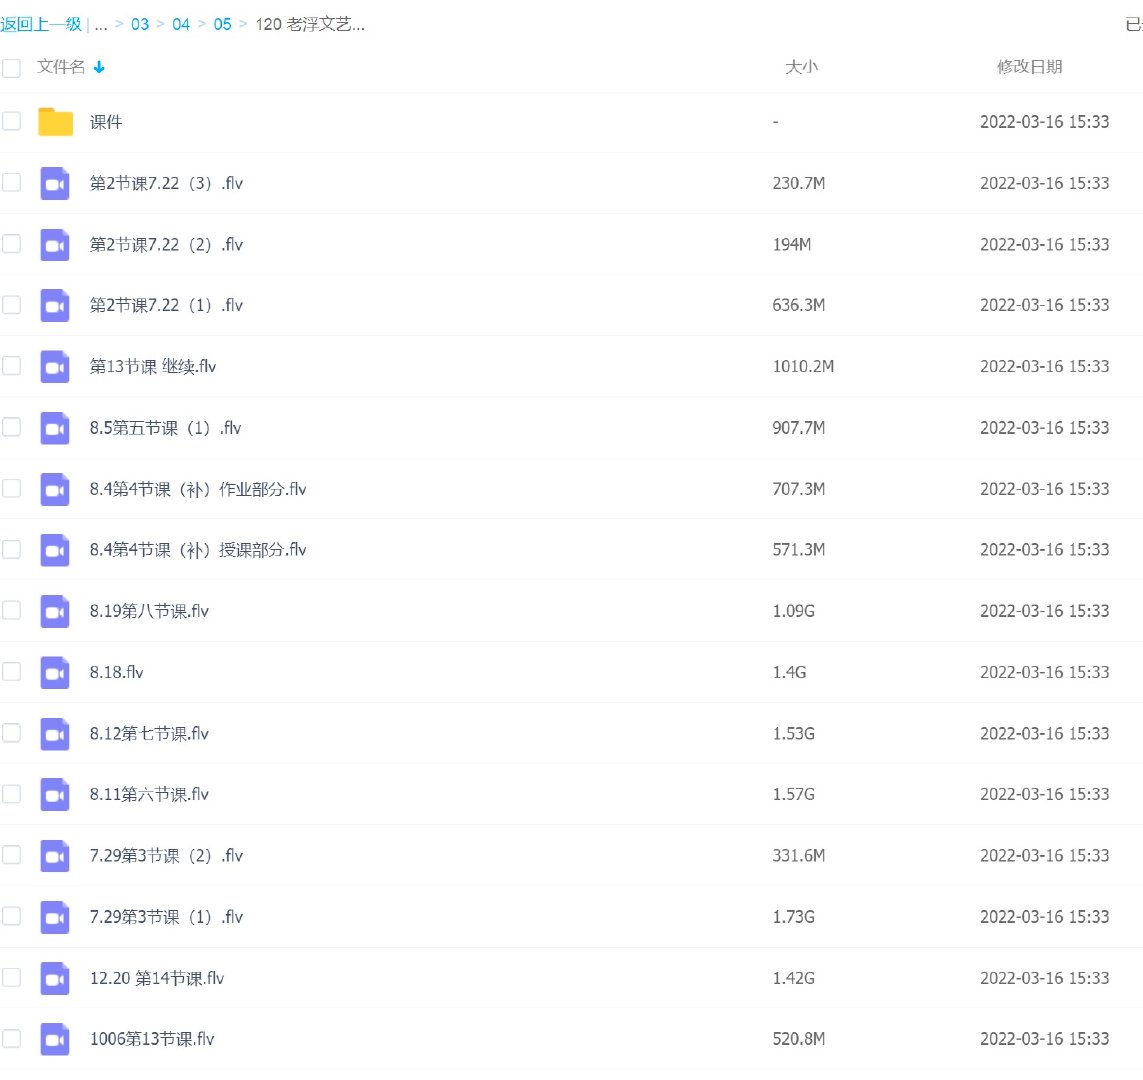 返回上一级 | ... > 03 > 04 > 05 > 120 老浮文艺...
文件名 大小 修改日期
课件 - 2022-03-16 15:33
第2节课7.22（3）.flv 230.7M 2022-03-16 15:33
第2节课7.22（2）.flv 194M 2022-03-16 15:33
第2节课7.22（1）.flv 636.3M 2022-03-16 15:33
第13节课 继续.flv 1010.2M 2022-03-16 15:33
8.5第五节课（1）.flv 907.7M 2022-03-16 15:33
8.4第4节课（补）作业部分.flv 707.3M 2022-03-16 15:33
8.4第4节课（补）授课部分.flv 571.3M 2022-03-16 15:33
8.19第八节课.flv 1.09G 2022-03-16 15:33
8.18.flv 1.4G 2022-03-16 15:33
8.12第七节课.flv 1.53G 2022-03-16 15:33
8.11第六节课.flv 1.57G 2022-03-16 15:33
7.29第3节课（2）.flv 331.6M 2022-03-16 15:33
7.29第3节课（1）.flv 1.73G 2022-03-16 15:33
12.20 第14节课.flv 1.42G 2022-03-16 15:33
1006第13节课.flv 520.8M 2022-03-16 15:33